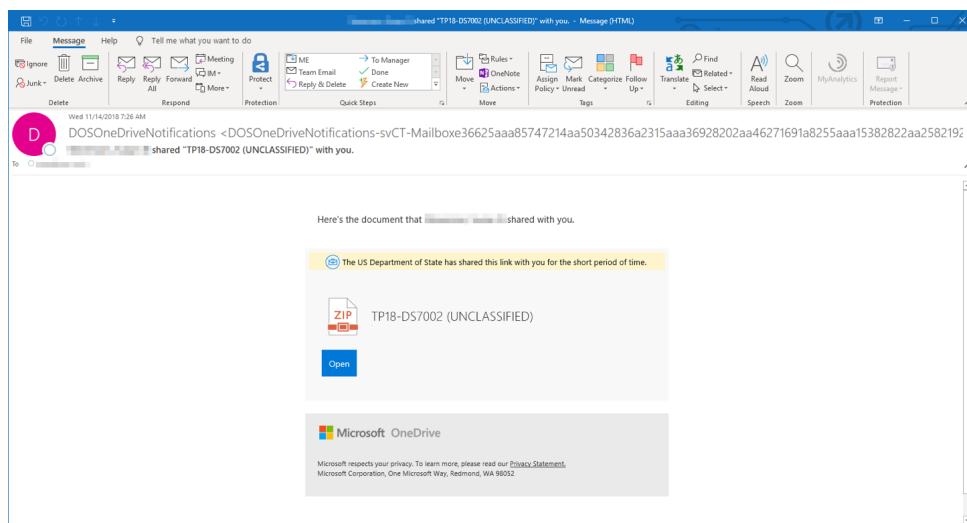 shared "TP18-DS7002 (UNCLASSIFIED)" with you. - Message (HTML)
File Message Help Tell me what you want to do
Ignore
Junk
Delete Archive
Delete
Reply Reply All Forward
Meeting
IM
More
Respond
Protect
Protection
ME
Team Email
Reply & Delete
To Manager
Done
Create New
Quick Steps
Move
Rules
OneNote
Actions
Move
Assign Policy Mark Unread Categorize Follow Up
Tags
Translate
Find
Related
Select
Editing
Read Aloud
Speech
Zoom
Zoom
MyAnalytics
Report Message
Protection
Wed 11/14/2018 7:26 AM
D
DOSOneDriveNotifications <DOSOneDriveNotifications-svCT-Mailboxe36625aaa85747214aa50342836a2315aaa36928202aa46271691a8255aaa15382822aa2582192
shared "TP18-DS7002 (UNCLASSIFIED)" with you.
To
Here's the document that shared with you.
The US Department of State has shared this link with you for the short period of time.
ZIP
TP18-DS7002 (UNCLASSIFIED)
Open
Microsoft OneDrive
Microsoft respects your privacy. To learn more, please read our Privacy Statement.
Microsoft Corporation, One Microsoft Way, Redmond, WA 98052